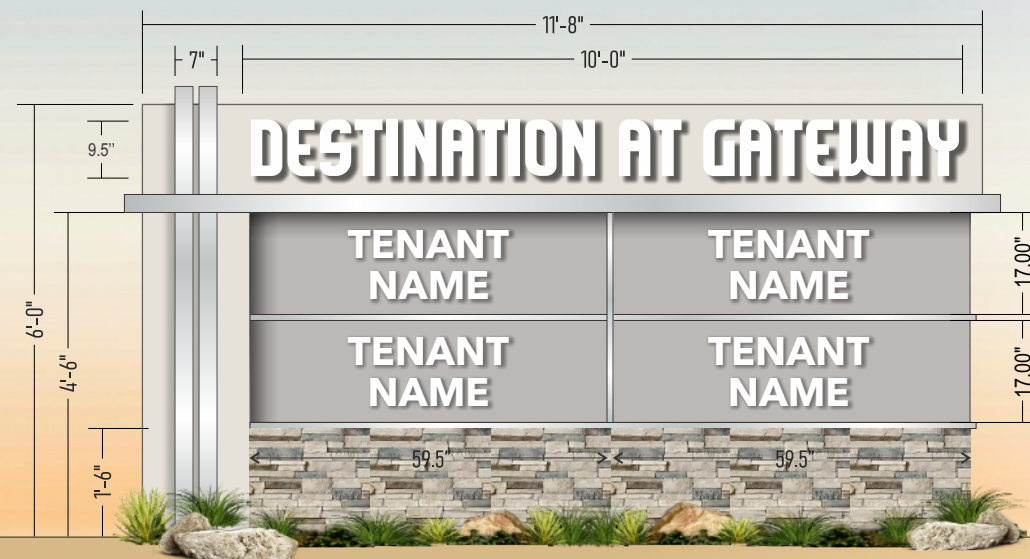 11'-8"
7"
10'-0"
9.5"
DESTINATION AT GATEWAY
TENANT
NAME
TENANT
NAME
17.00"
6'-0"
4'-6"
TENANT
NAME
TENANT
NAME
17.00"
1'-6"
59.5"
59.5"